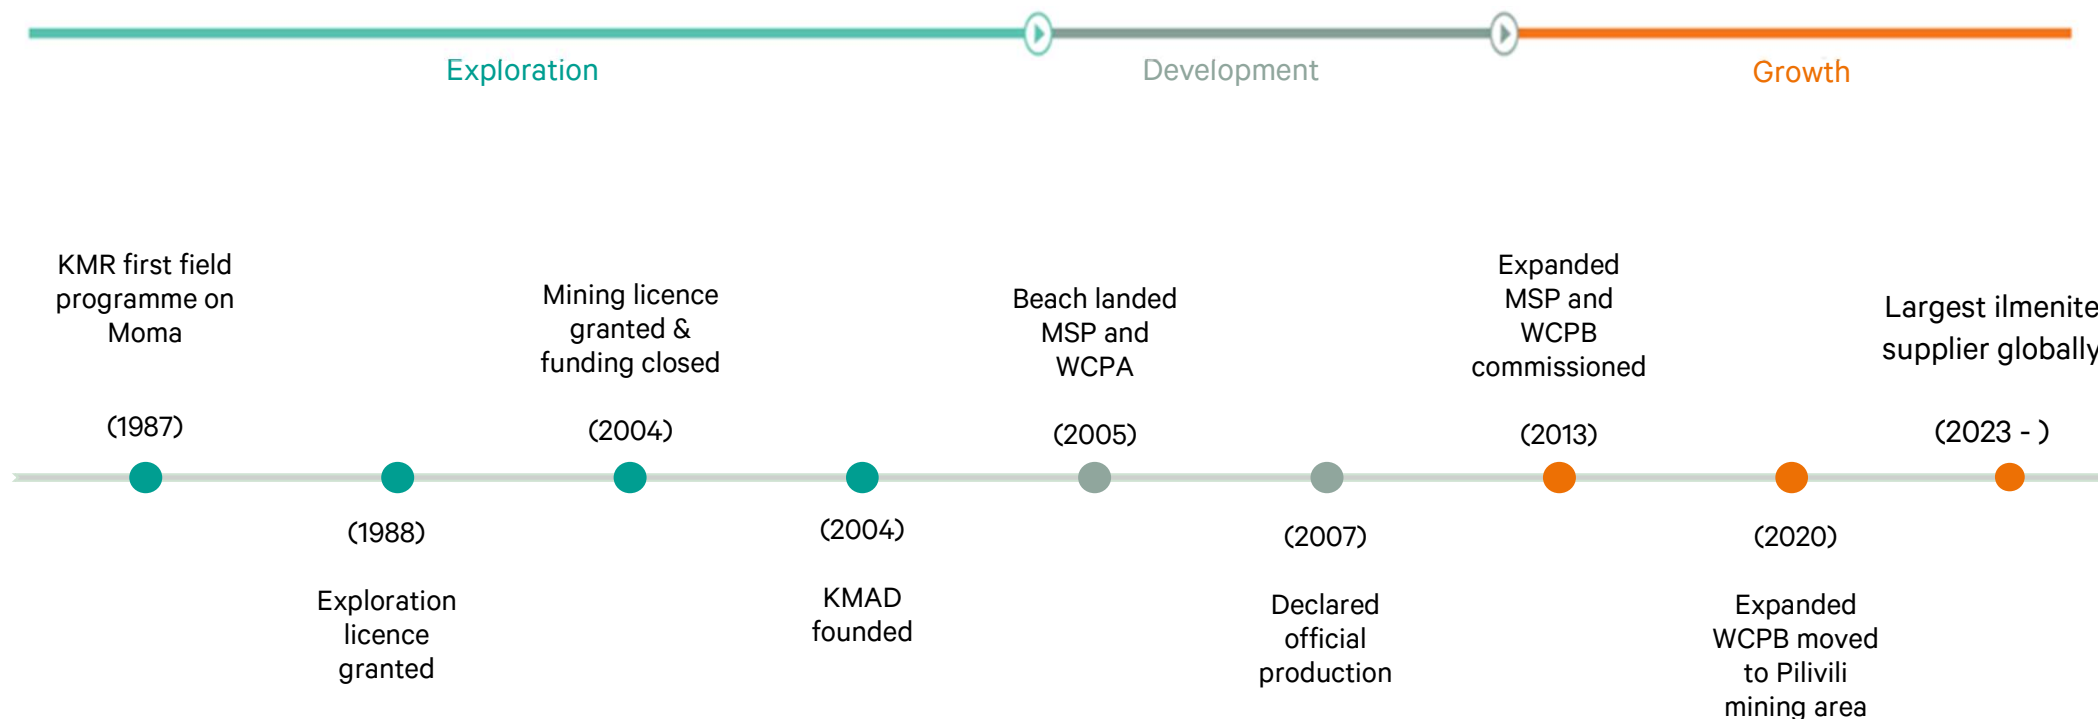 Exploration
Development
Growth
KMR first field
programme on
Moma
(1987)
(1988)
Exploration
licence
granted
Mining licence
granted &
funding closed
(2004)
(2004)
KMAD
founded
Beach landed
MSP and
WCPA
(2005)
(2007)
Declared
official
production
Expanded
MSP and
WCPB
commissioned
(2013)
(2020)
Expanded
WCPB moved
to Pilivili
mining area
Largest ilmenite
supplier globally
(2023 - )